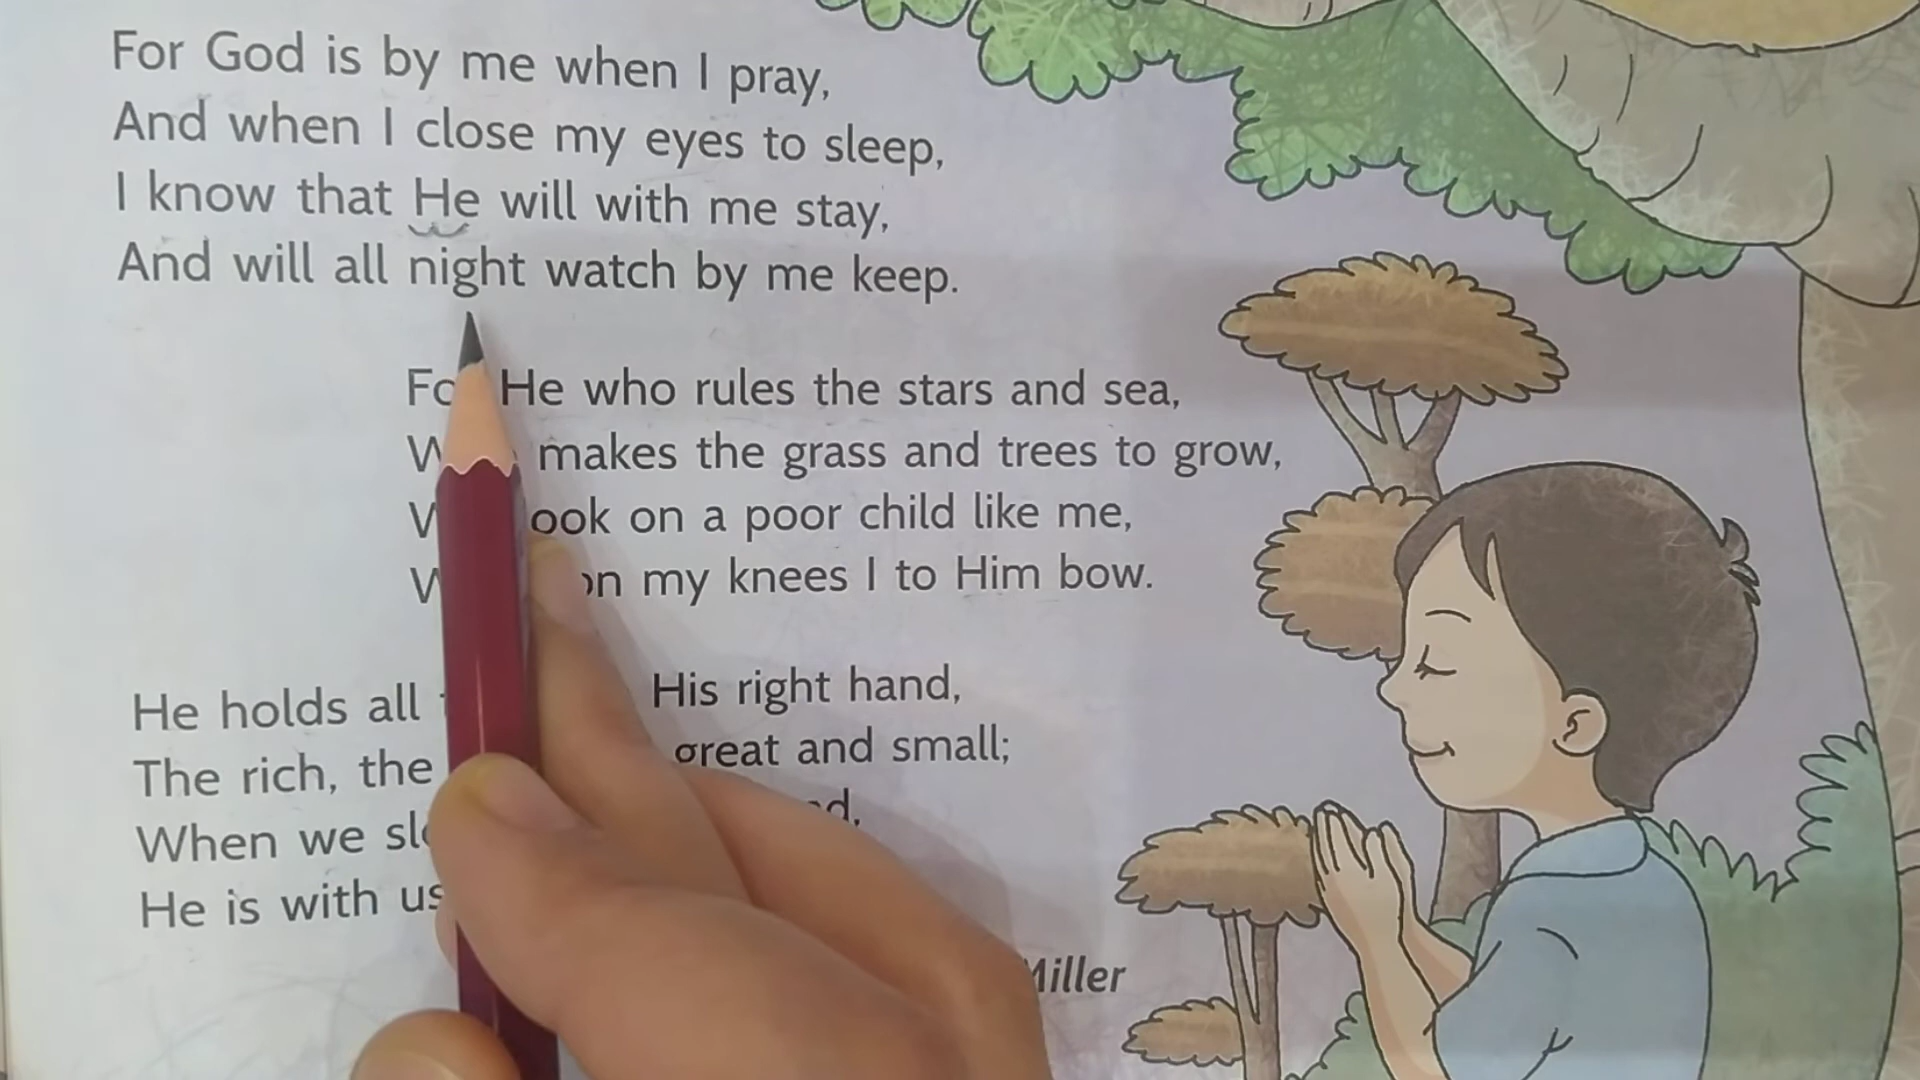 For God is by me when I pray,
And when I close my eyes to sleep,
I know that He will with me stay,
And will all night watch by me keep.
He who rules the stars and sea,
makes the grass and trees to grow,
on a poor child like me,
on my knees I to Him bow.
He holds all His right hand,
The rich, the great and small;
When we
He is with us
Miller